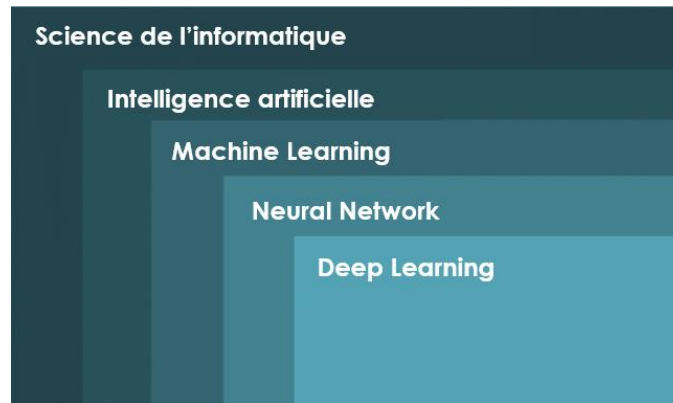 Science de l’informatique
Intelligence artificielle
Machine Learning
Neural Network
Deep Learning